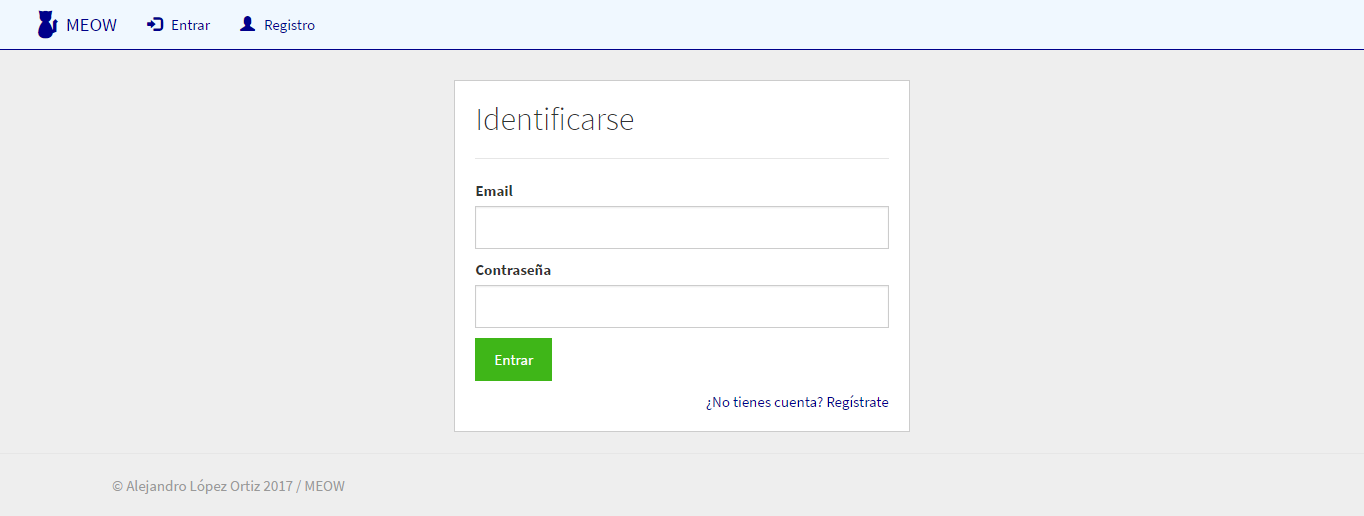 MEOW Entrar Registro
Identificarse
Email
Contraseña
Entrar
¿No tienes cuenta? Regístrate
© Alejandro López Ortiz 2017 / MEOW